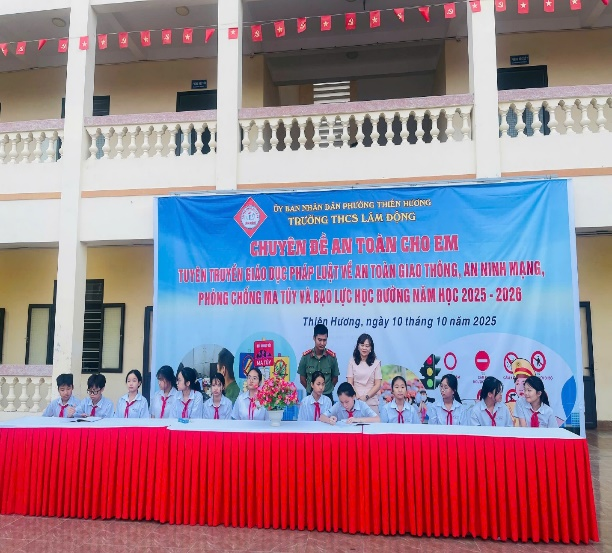 ỦY BAN NHÂN DÂN PHƯỜNG THIÊN HƯƠNG
TRƯỜNG THCS LÂM ĐỘNG
CHUYÊN ĐỀ AN TOÀN CHO EM
TUYÊN TRUYỀN GIÁO DỤC PHÁP LUẬT VỀ AN TOÀN GIAO THÔNG, AN NINH MẠNG,
PHÒNG CHỐNG MA TÚY VÀ BẠO LỰC HỌC ĐƯỜNG NĂM HỌC 2025 - 2026
Thiên Hương, ngày 10 tháng 10 năm 2025
MA TÚY